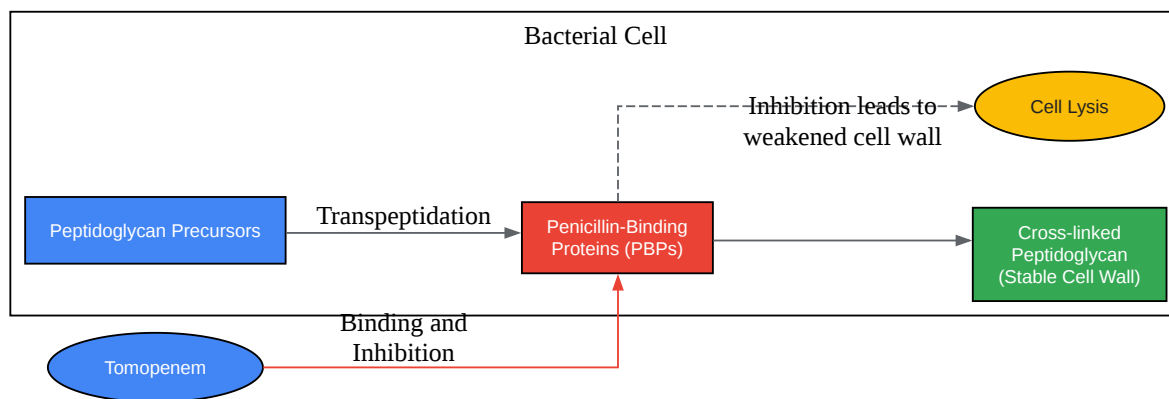 Bacterial Cell
Cell Lysis
Inhibition leads to
weakened cell wall
Peptidoglycan Precursors
Transpeptidation
Penicillin-Binding
Proteins (PBPs)
Cross-linked
Peptidoglycan
(Stable Cell Wall)
Binding and
Inhibition
Tomopenem